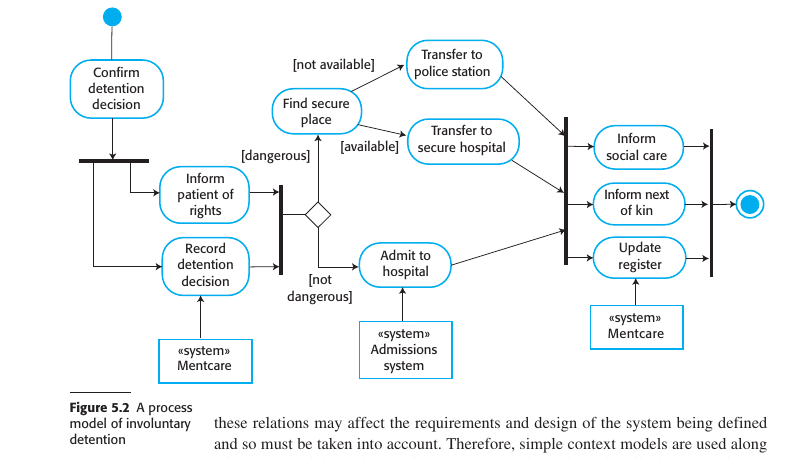 Confirm
detention
decision
Inform
patient of
rights
Record
detention
decision
«system»
Mentcare
[dangerous]
[not
dangerous]
Find secure
place
[not available]
[available]
Transfer to
police station
Transfer to
secure hospital
Admit to
hospital
«system»
Admissions
system
Inform
social care
Inform next
of kin
Update
register
«system»
Mentcare
Figure 5.2 A process
model of involuntary
detention
these relations may affect the requirements and design of the system being defined
and so must be taken into account. Therefore, simple context models are used along